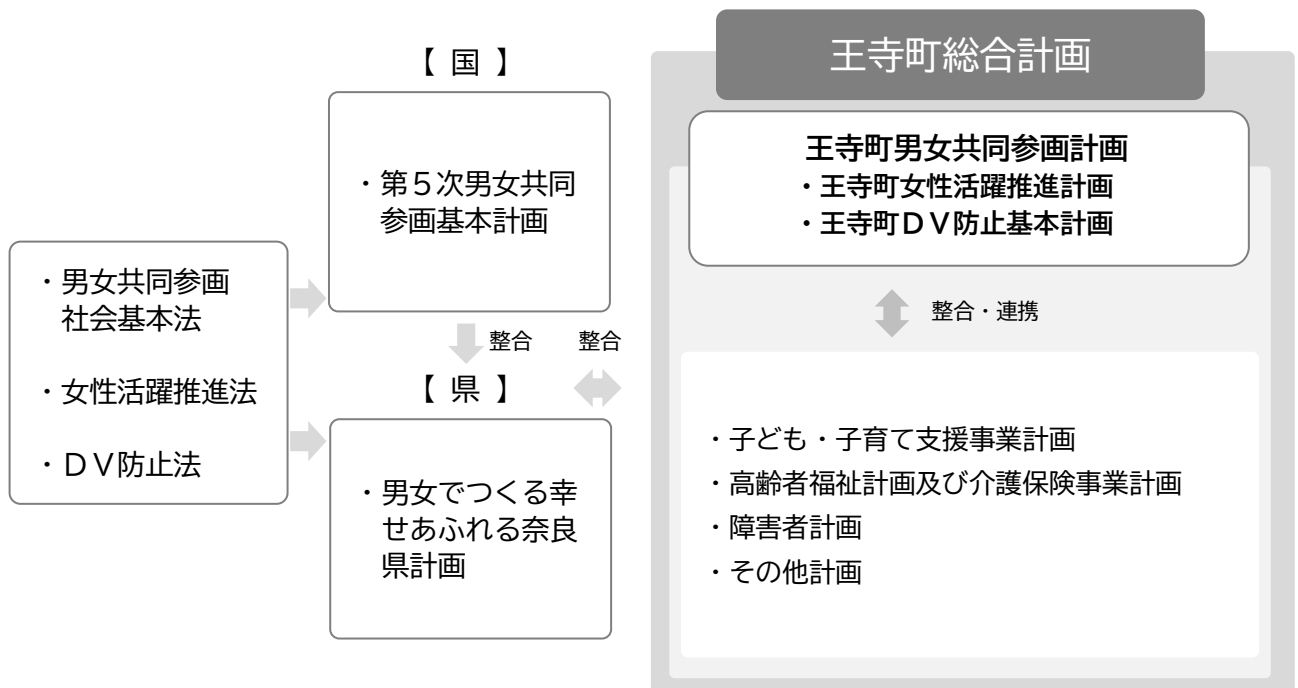 ・男女共同参画
社会基本法
・女性活躍推進法
・ＤＶ防止法
【 国 】
・第５次男女共同
参画基本計画
整合
整合
【 県 】
・男女でつくる幸
せあふれる奈良
県計画
王寺町総合計画
王寺町男女共同参画計画
・王寺町女性活躍推進計画
・王寺町ＤＶ防止基本計画
整合・連携
・子ども・子育て支援事業計画
・高齢者福祉計画及び介護保険事業計画
・障害者計画
・その他計画